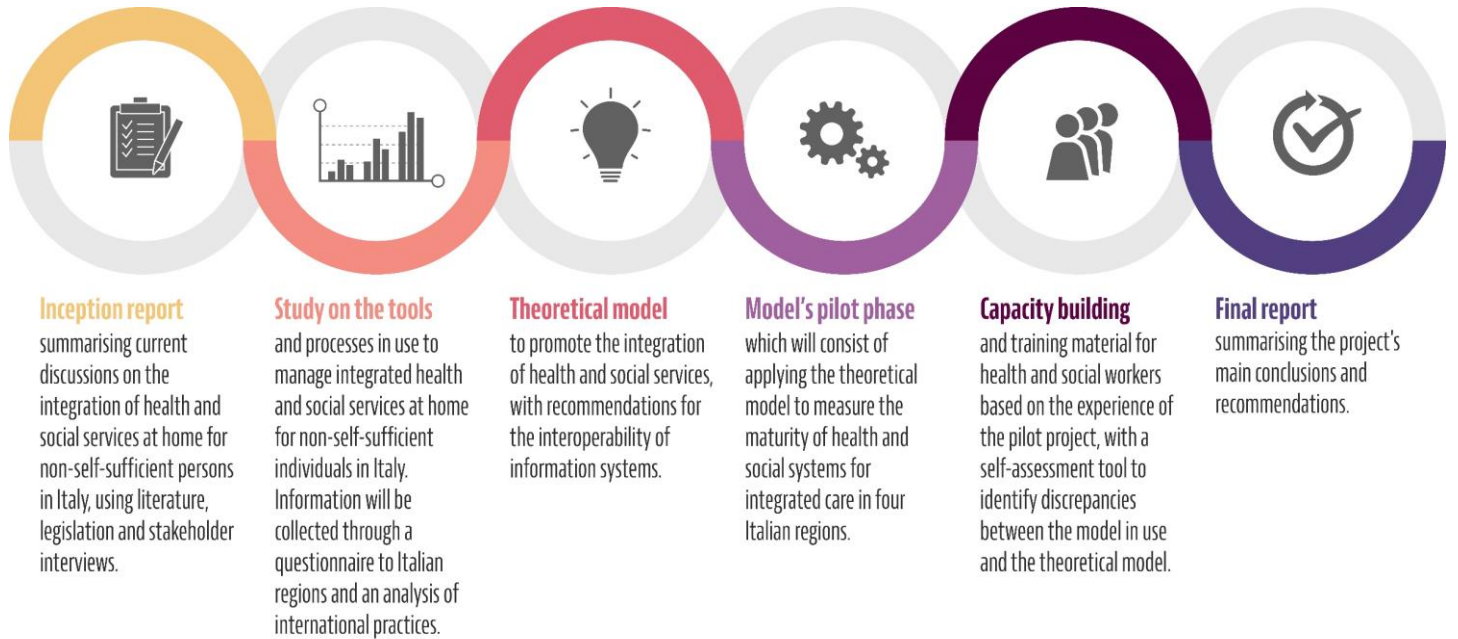 Inception report
summarising current
discussions on the
integration of health and
social services at home for
non-self-sufficient persons
in Italy, using literature,
legislation and stakeholder
interviews.
Study on the tools
and processes in use to
manage integrated health
and social services at home
for non-self-sufficient
individuals in Italy.
Information will be
collected through a
questionnaire to Italian
regions and an analysis of
international practices.
Theoretical model
to promote the integration
of health and social services,
with recommendations for
the interoperability of
information systems.
Model's pilot phase
which will consist of
applying the theoretical
model to measure the
maturity of health and
social systems for
integrated care in four
Italian regions.
Capacity building
and training material for
health and social workers
based on the experience of
the pilot project, with a
self-assessment tool to
identify discrepancies
between the model in use
and the theoretical model.
Final report
summarising the project's
main conclusions and
recommendations.